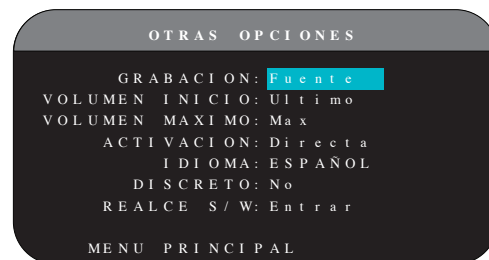 OTRAS OPCIONES
GRABACION: Fuente
VOLUMEN INICIO: Ultimo
VOLUMEN MAXIMO: Max
ACTIVACION: Directa
IDIOMA: ESPAÑOL
DISCRETO: No
REALCE S/W: Entrar
MENU PRINCIPAL